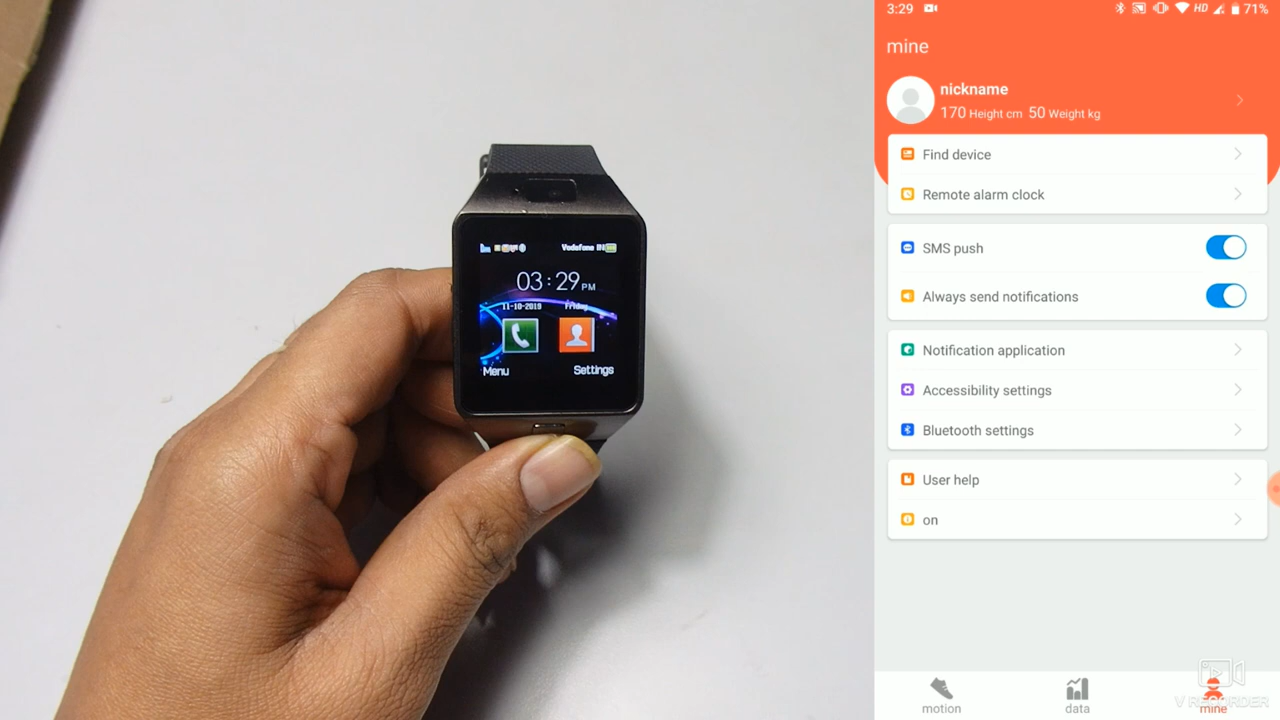 Vodafone IN
03:29 PM
11-10-2019 Friday
Menu Settings
3:29 HD 71%
mine
nickname
170 Height cm 50 Weight kg
Find device
Remote alarm clock
SMS push
Always send notifications
Notification application
Accessibility settings
Bluetooth settings
User help
on
motion data mine
V RECORDER